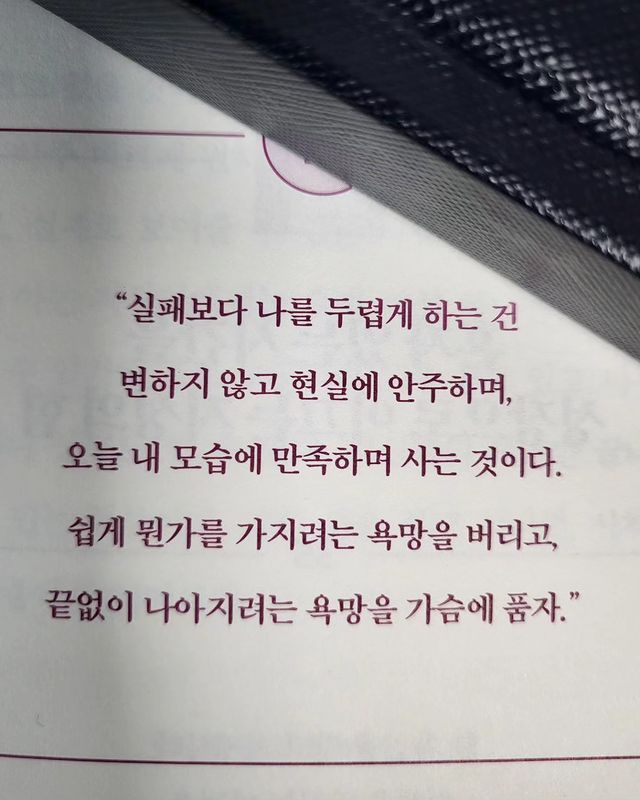 “실패보다 나를 두렵게 하는 건
변하지 않고 현실에 안주하며,
오늘 내 모습에 만족하며 사는 것이다.
쉽게 뭔가를 가지려는 욕망을 버리고,
끝없이 나아지려는 욕망을 가슴에 품자.”